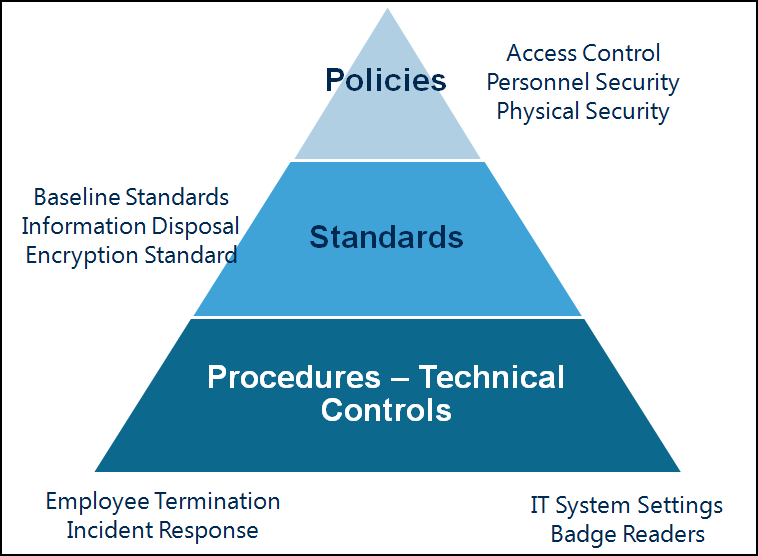 Policies
Access Control
Personnel Security
Physical Security
Baseline Standards
Information Disposal
Encryption Standard
Standards
Procedures – Technical
Controls
Employee Termination
Incident Response
IT System Settings
Badge Readers